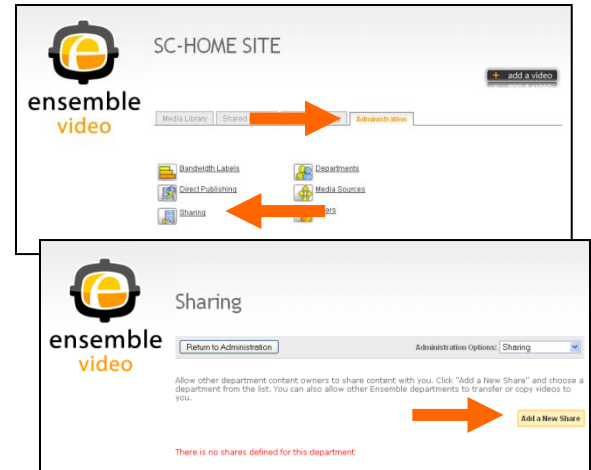 SC-HOME SITE
+ add a video
ensemble
video
Media Library Shared Administration
Bandwidth Labels Departments
Direct Publishing Media Sources
Sharing
e
ensemble
video
Sharing
Return to Administration Administration Options: Sharing
Allow other department content owners to share content with you. Click "Add a New Share" and choose a
department from the list. You can also allow other Ensemble departments to transfer or copy videos to
you.
Add a New Share
There is no shares defined for this department